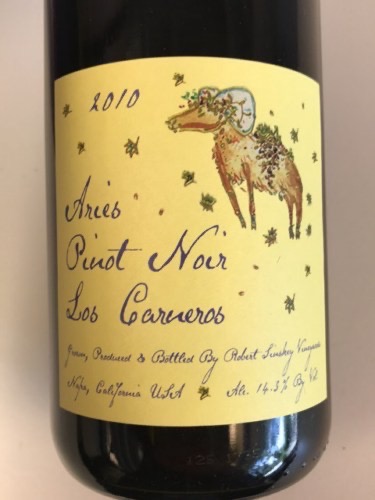 2010
Aries
Pinot Noir
Los Carneros
Grown, Produced & Bottled By Robert Sinskey Vineyards
Napa, California USA Alc. 14.3% By Vol